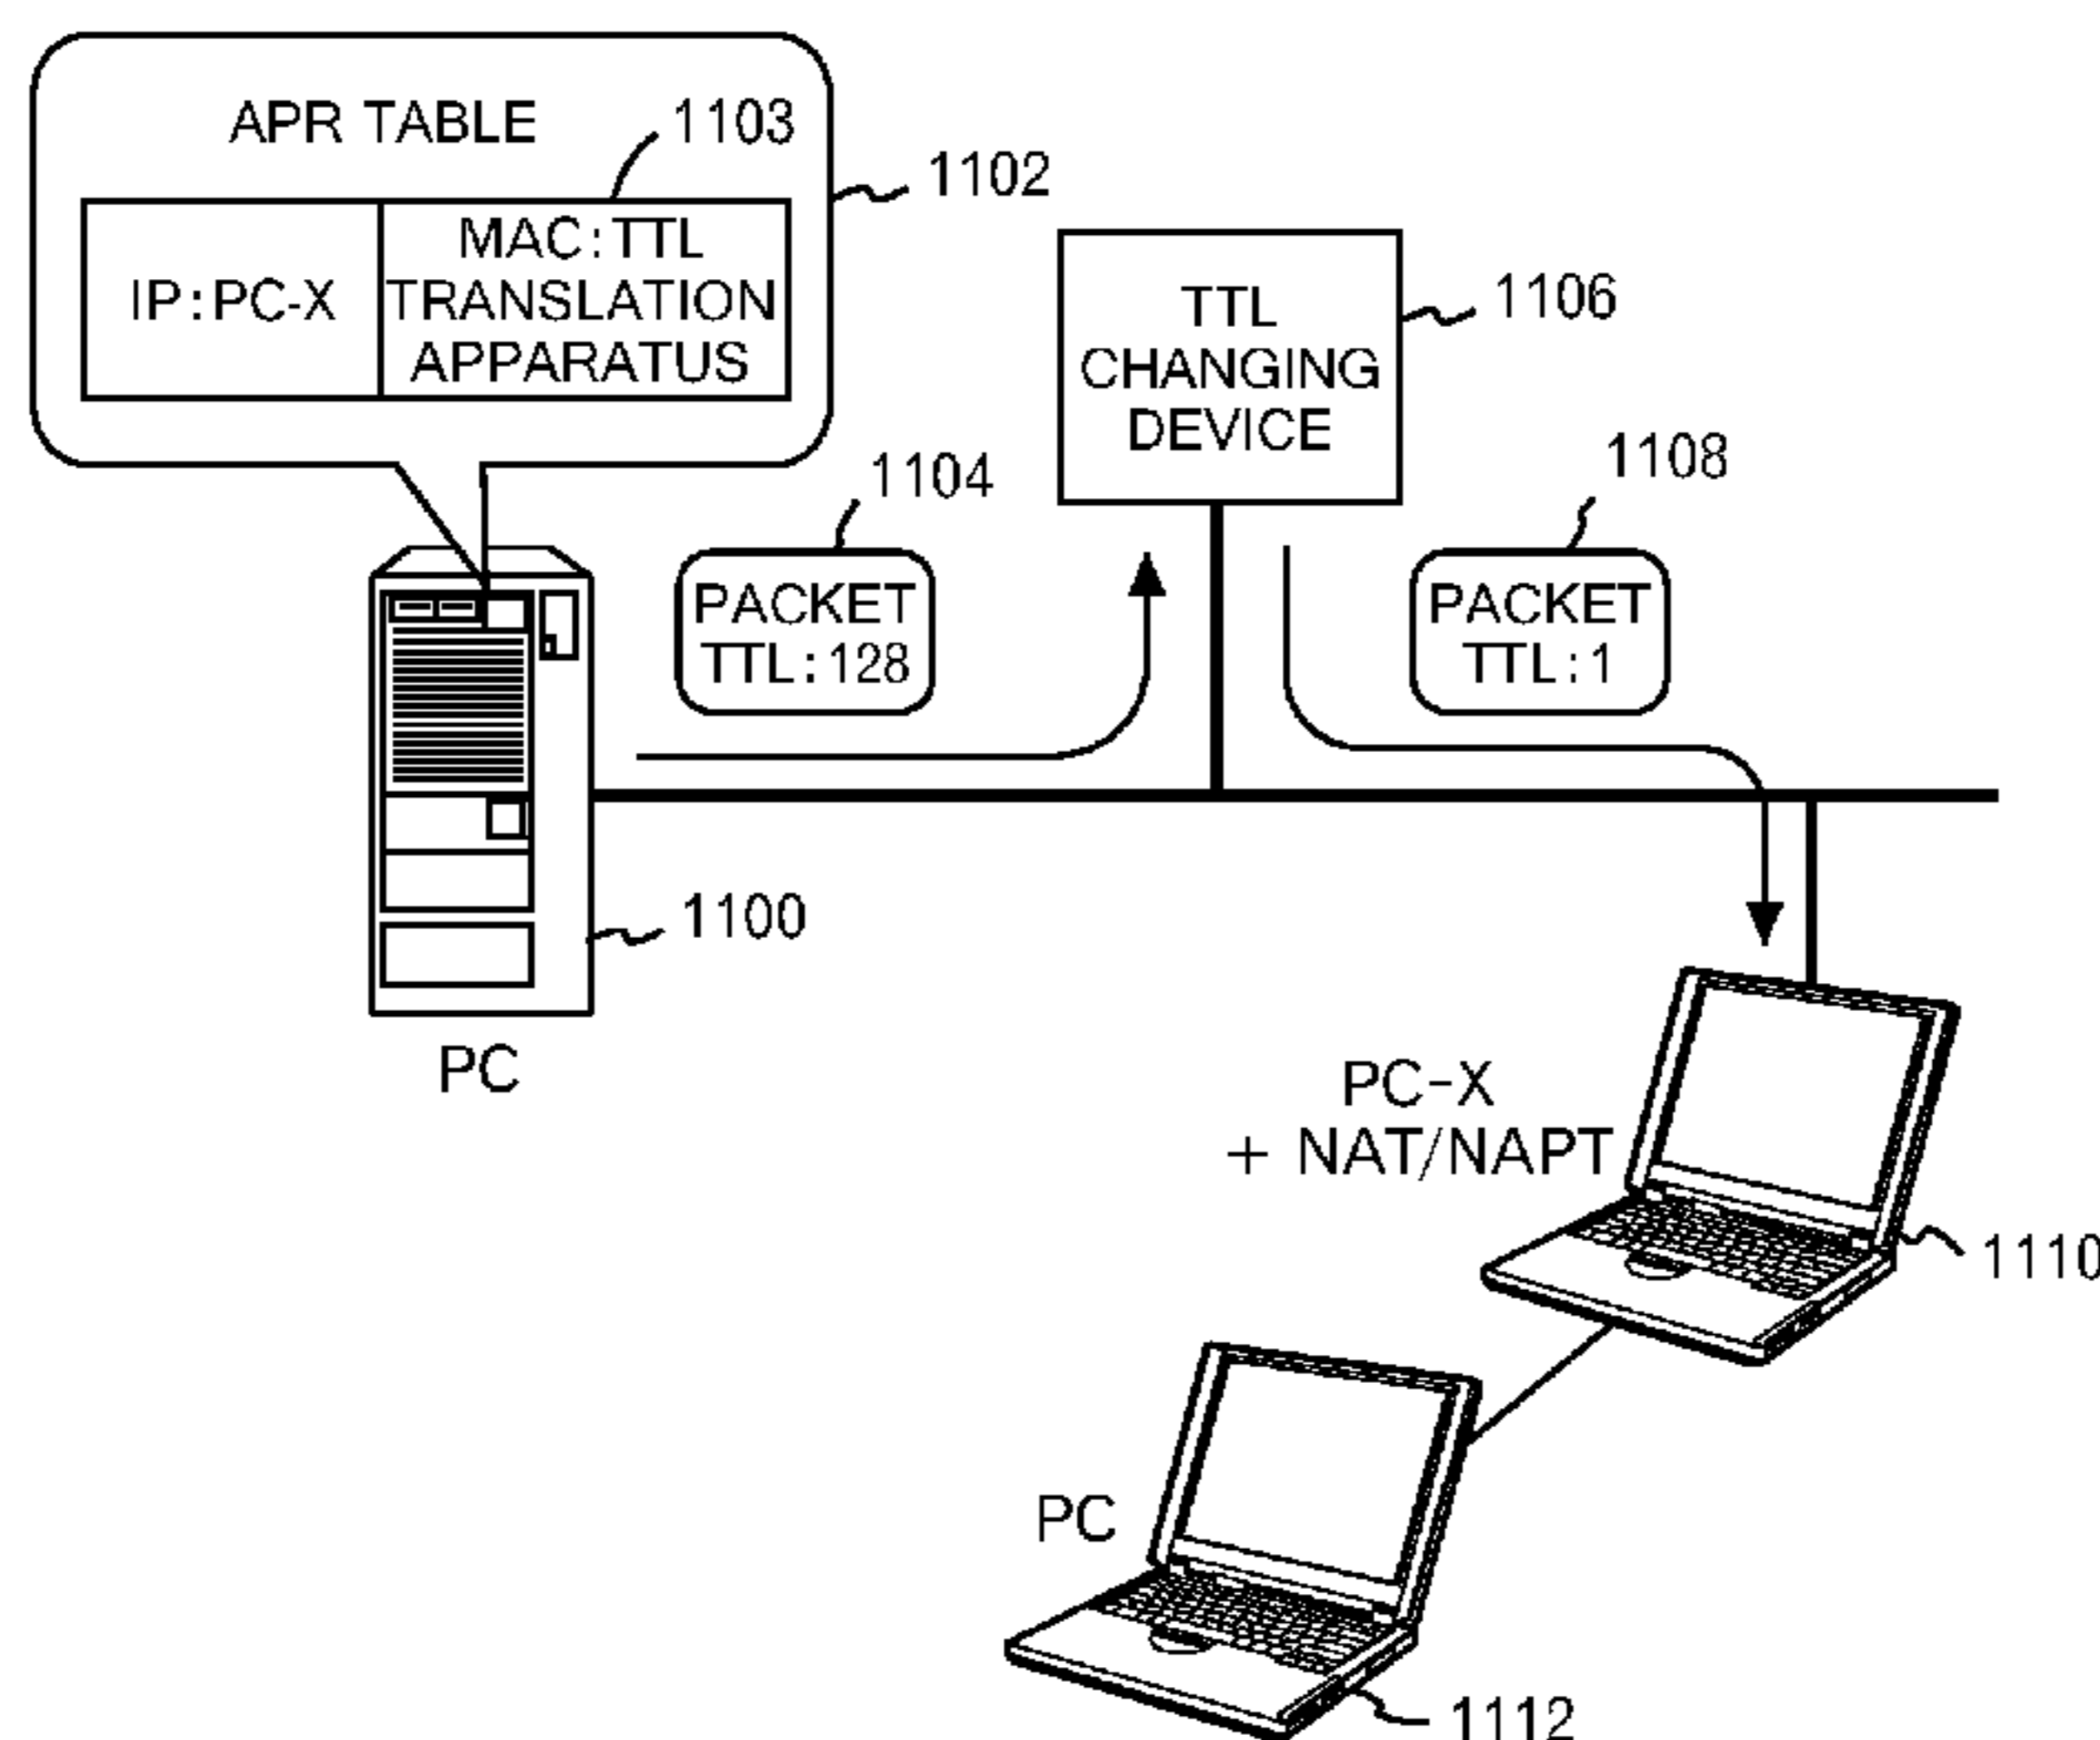 APR TABLE
1103
1102
IP:PC-X
MAC:TTL
TRANSLATION
APPARATUS
TTL
CHANGING
DEVICE
1106
1104
PACKET
TTL:128
1108
PACKET
TTL:1
1100
PC
PC-X
+ NAT/NAPT
1110
PC
1112